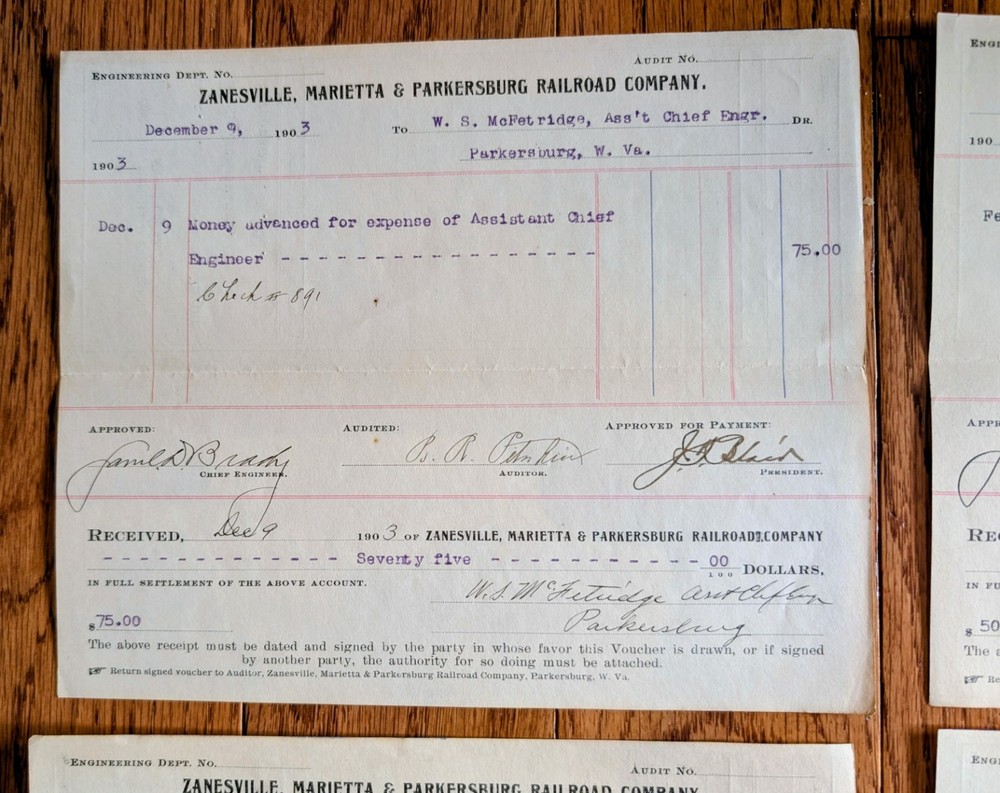 ENGINEERING DEPT. NO.
AUDIT NO.
ZANESVILLE, MARIETTA & PARKERSBURG RAILROAD COMPANY.
December 9, 1903 TO W. S. McFetridge, Ass't Chief Engr. DR.
Parkersburg, W. Va.
1903
Dec. 9 Money advanced for expense of Assistant Chief
Engineer - - - - - - - - - - - - - - - - - 75.00
Check # 891
APPROVED: AUDITED: APPROVED FOR PAYMENT:
Brady B. R. J. Blair
CHIEF ENGINEER. AUDITOR. PRESIDENT.
RECEIVED, Dec 9 1903 OF ZANESVILLE, MARIETTA & PARKERSBURG RAILROAD COMPANY
- - - - - - - - - - - - - Seventy five - - - - - - - - - - - 00/100 DOLLARS,
IN FULL SETTLEMENT OF THE ABOVE ACCOUNT.
W. S. McFetridge
Parkersburg
$75.00
The above receipt must be dated and signed by the party in whose favor this Voucher is drawn, or if signed
by another party, the authority for so doing must be attached.
☞ Return signed voucher to Auditor, Zanesville, Marietta & Parkersburg Railroad Company, Parkersburg, W. Va.
ENGINEERING DEPT. NO.
AUDIT NO.
ZANESVILLE, MARIETTA & PARKERSBURG RAILROAD COMPANY
190
$ 50
The